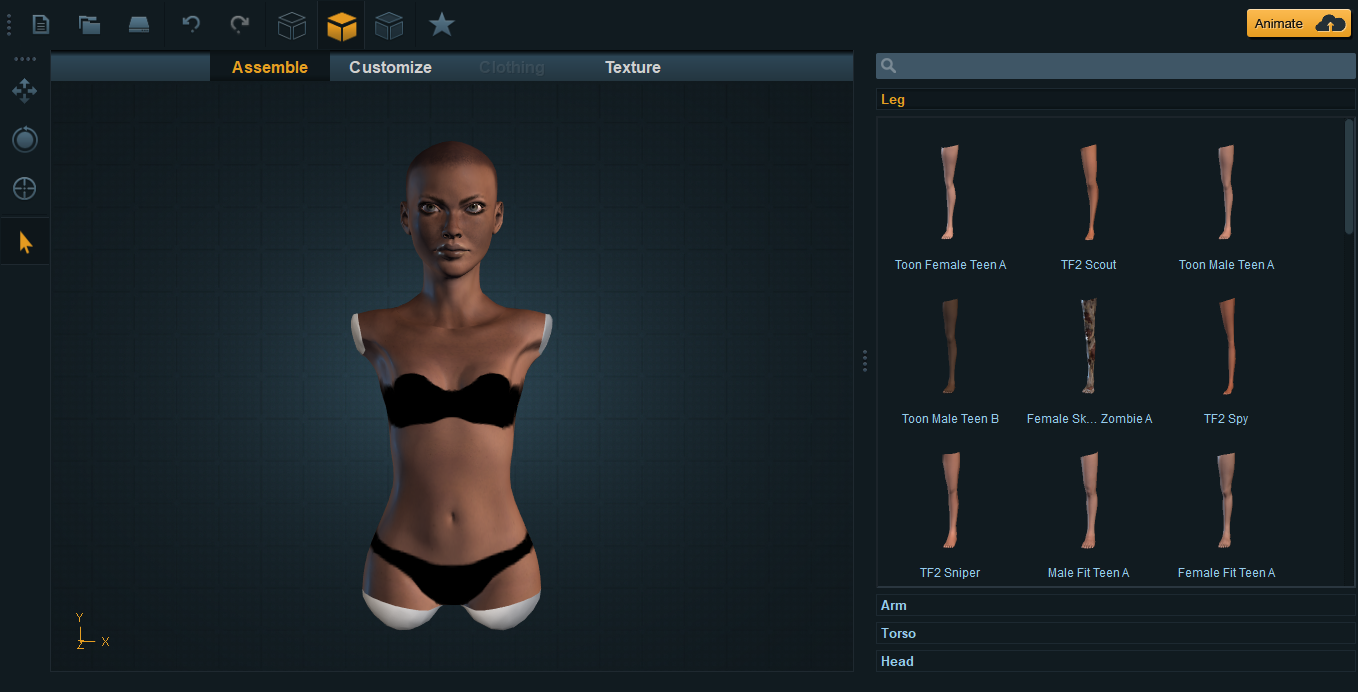 Animate
Assemble Customize Clothing Texture
Leg
Toon Female Teen A TF2 Scout Toon Male Teen A
Toon Male Teen B Female Sk... Zombie A TF2 Spy
TF2 Sniper Male Fit Teen A Female Fit Teen A
Arm
Torso
Head
Y
Z X